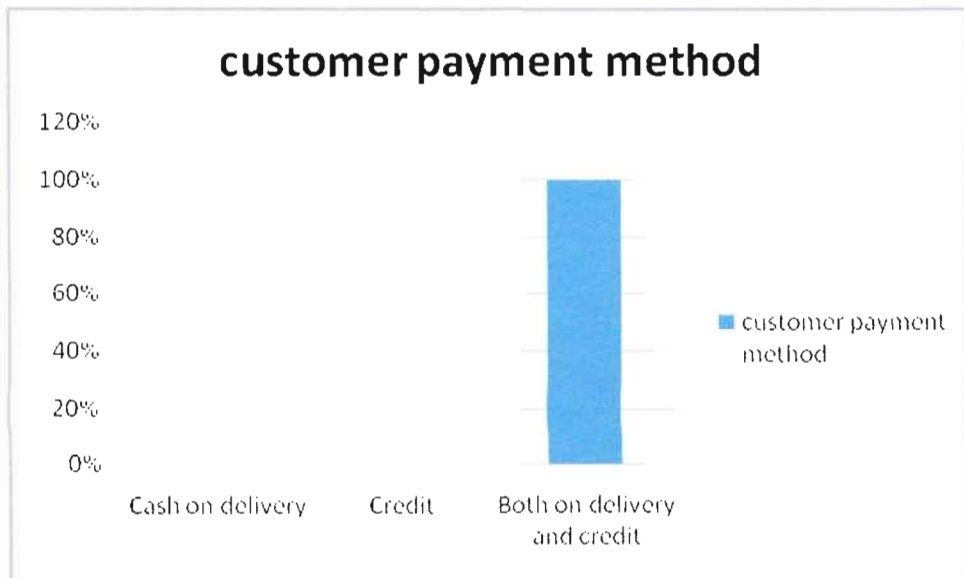 customer payment method
120%
100%
80%
60%
40%
20%
0%
customer payment
method
Cash on delivery
Credit
Both on delivery
and credit